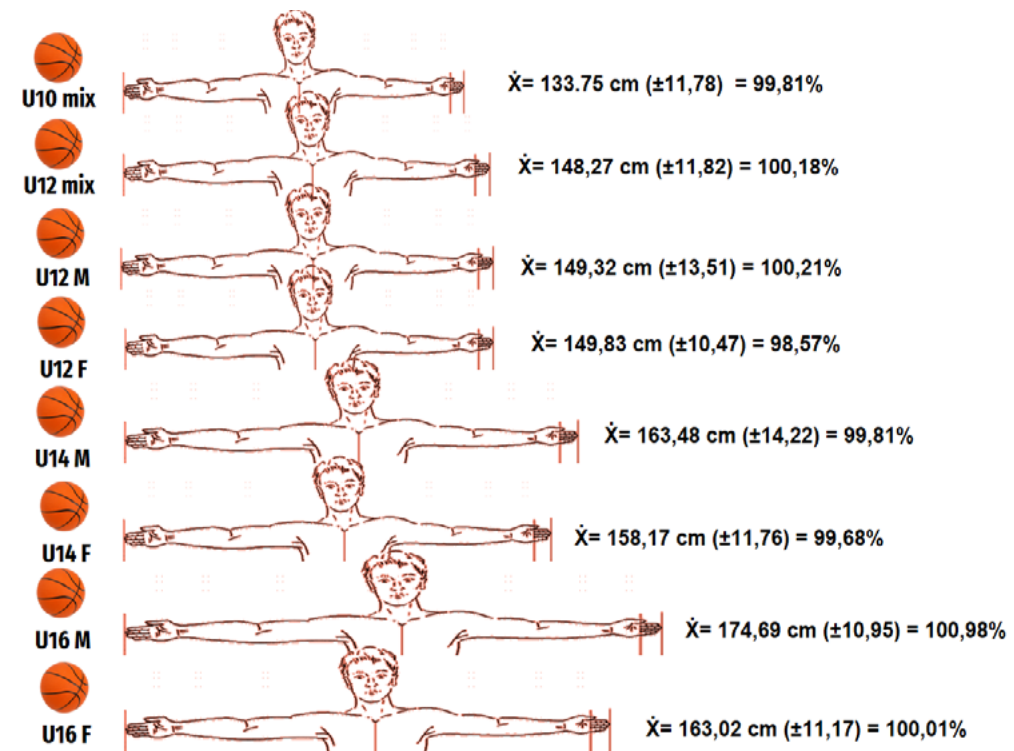 U10 mix
Ẋ= 133.75 cm (±11,78) = 99,81%
U12 mix
Ẋ= 148,27 cm (±11,82) = 100,18%
U12 M
Ẋ= 149,32 cm (±13,51) = 100,21%
U12 F
Ẋ= 149,83 cm (±10,47) = 98,57%
U14 M
Ẋ= 163,48 cm (±14,22) = 99,81%
U14 F
Ẋ= 158,17 cm (±11,76) = 99,68%
U16 M
Ẋ= 174,69 cm (±10,95) = 100,98%
U16 F
Ẋ= 163,02 cm (±11,17) = 100,01%